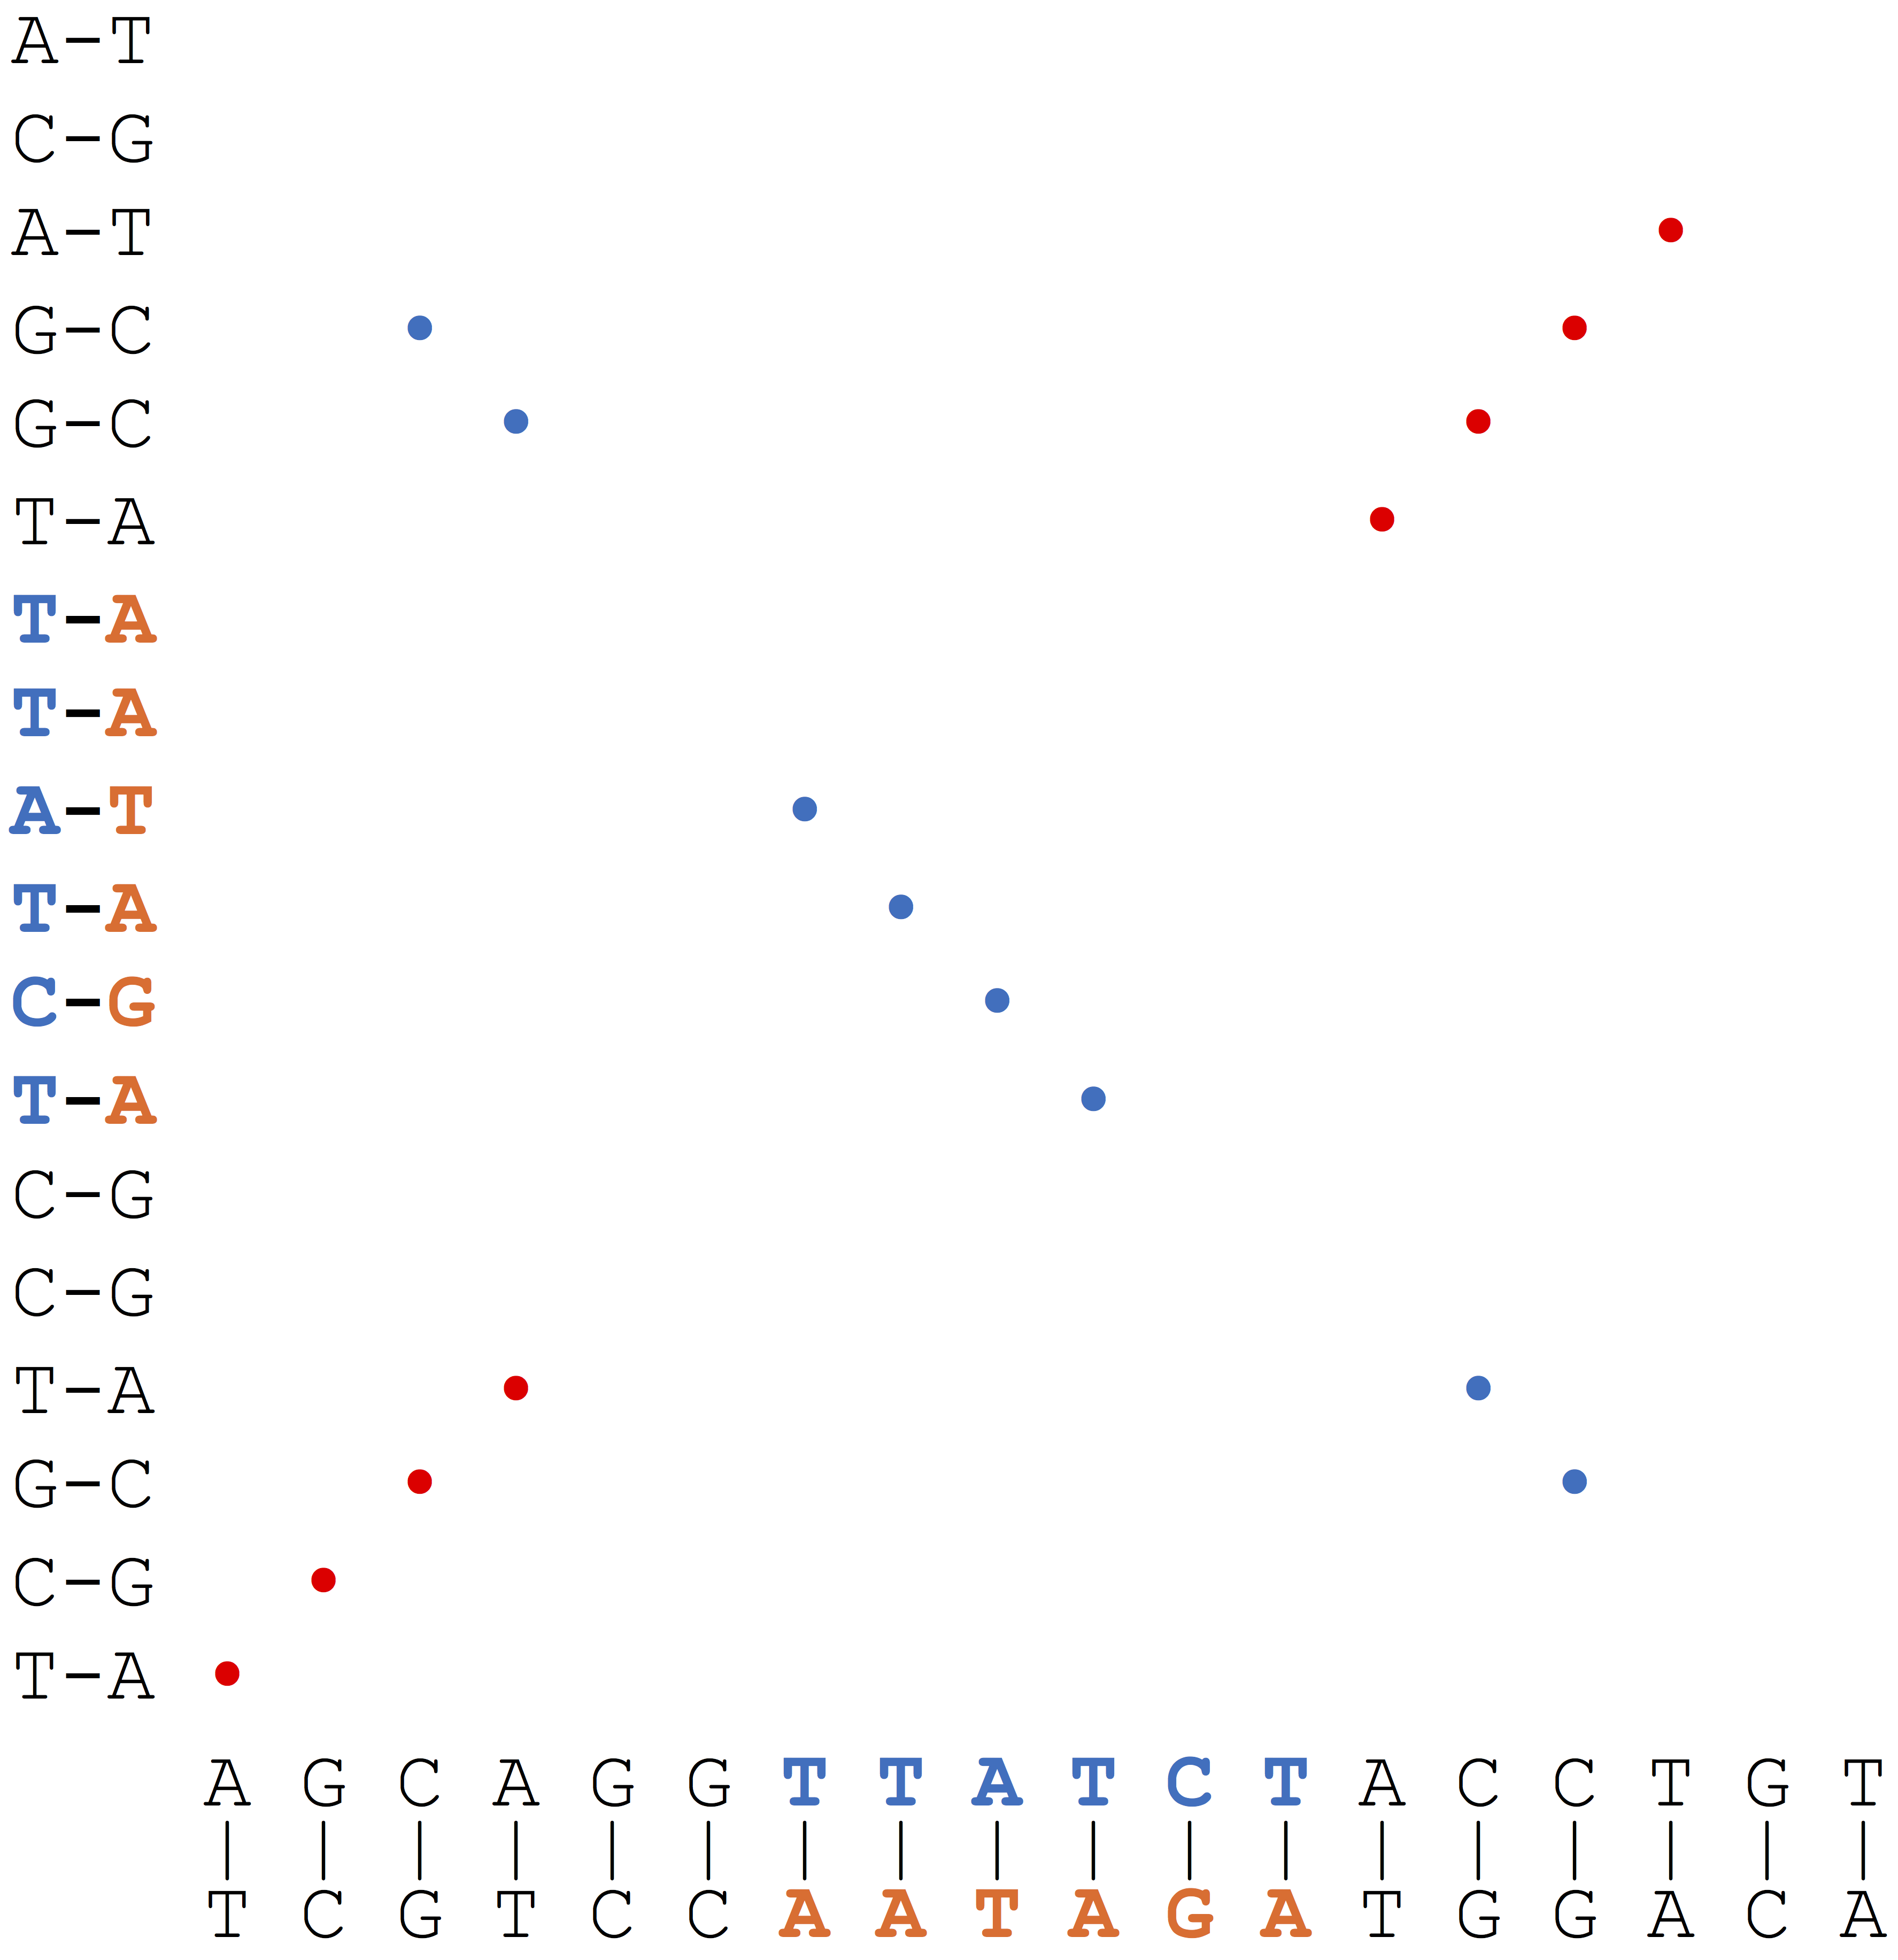 A-T
C-G
A-T
G-C
G-C
T-A
T-A
T-A
A-T
T-A
C-G
T-A
C-G
C-G
T-A
G-C
C-G
T-A
A G C A G G T T A T C T A C C T G T
| | | | | | | | | | | | | | | | | |
T C G T C C A A T A G A T G G A C A